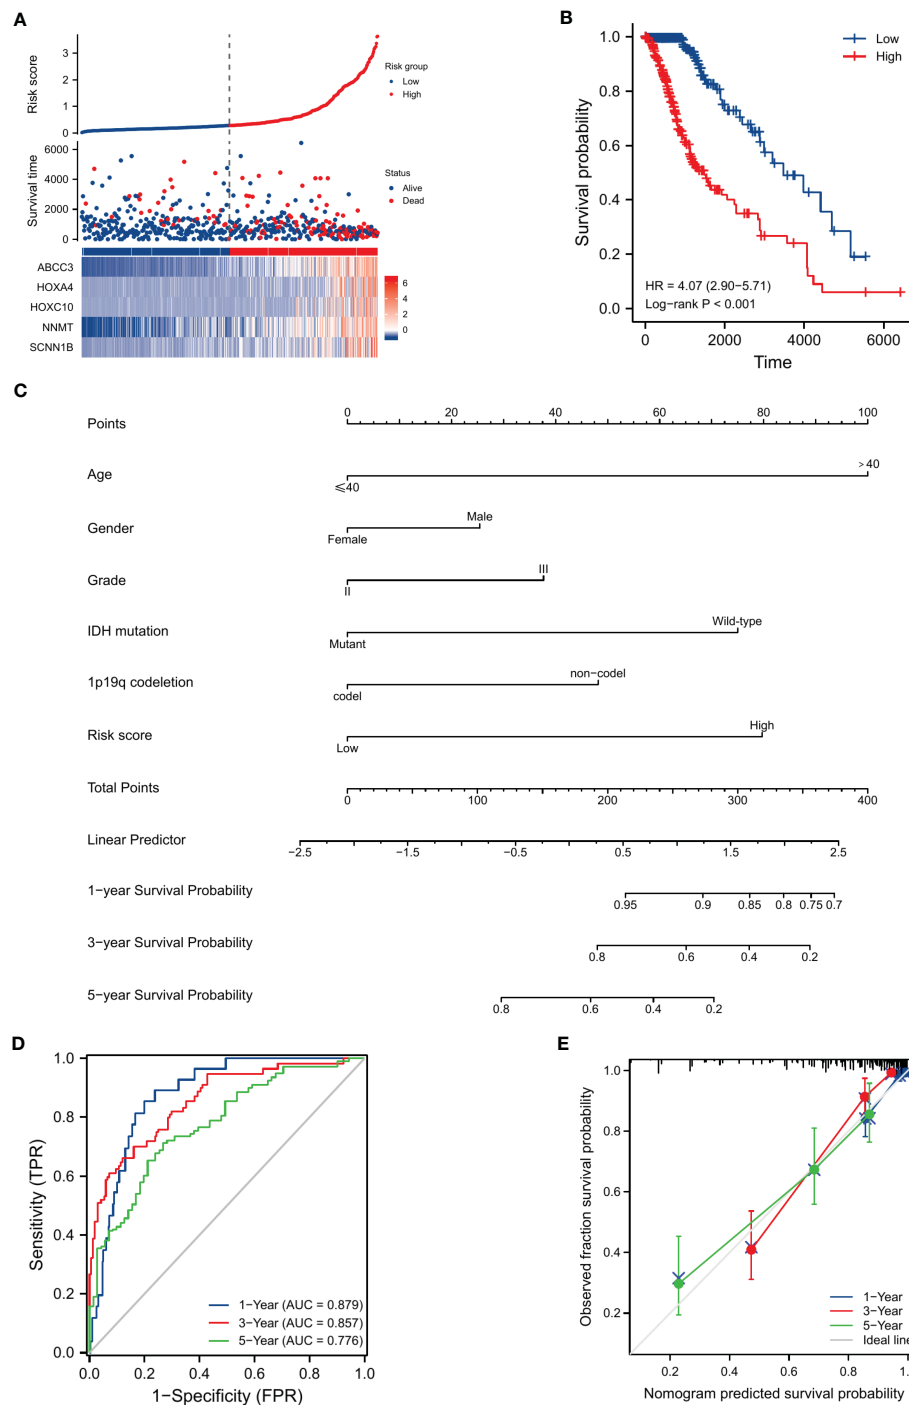 A
Risk score
3
2
1
0
Risk group
Low
High
Survival time
6000
4000
2000
0
Status
Alive
Dead
ABCC3
HOXA4
HOXC10
NNMT
SCNN1B
6
4
2
0
B
Survival probability
1.0
0.8
0.6
0.4
0.2
0.0
Low
High
HR = 4.07 (2.90−5.71)
Log−rank P < 0.001
0 2000 4000 6000
Time
C
Points
0 20 40 60 80 100
Age
≤40
>40
Gender
Male
Female
Grade
III
II
IDH mutation
Wild−type
Mutant
1p19q codeletion
non−codel
codel
Risk score
High
Low
Total Points
0 100 200 300 400
Linear Predictor
−2.5 −1.5 −0.5 0.5 1.5 2.5
1−year Survival Probability
0.95 0.9 0.85 0.8 0.75 0.7
3−year Survival Probability
0.8 0.6 0.4 0.2
5−year Survival Probability
0.8 0.6 0.4 0.2
D
Sensitivity (TPR)
1.0
0.8
0.6
0.4
0.2
0.0
1−Year (AUC = 0.879)
3−Year (AUC = 0.857)
5−Year (AUC = 0.776)
0.0 0.2 0.4 0.6 0.8 1.0
1−Specificity (FPR)
E
Observed fraction survival probability
1.0
0.8
0.6
0.4
0.2
1−Year
3−Year
5−Year
Ideal line
0.2 0.4 0.6 0.8 1.
Nomogram predicted survival probability